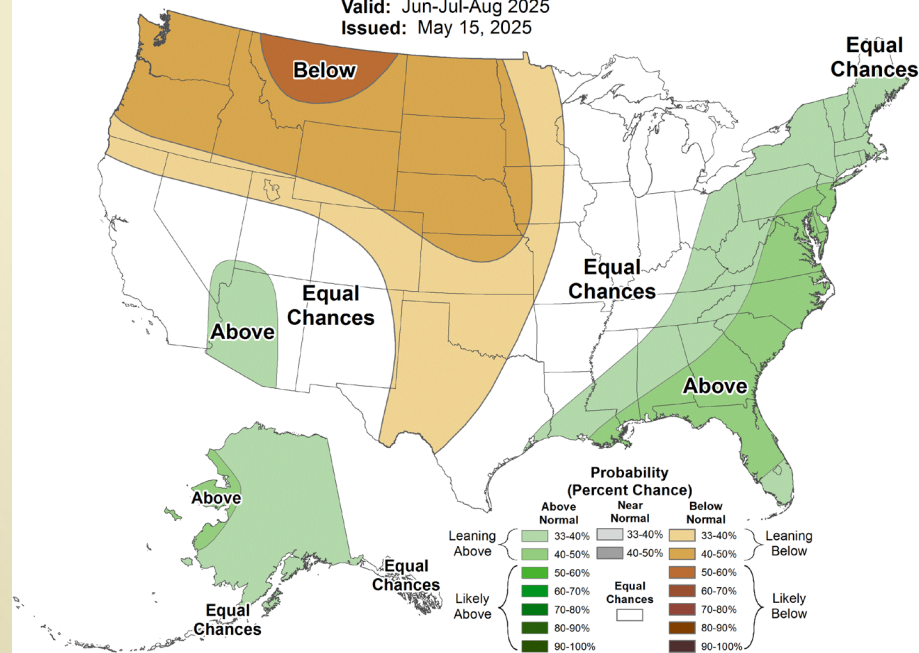 Valid: Jun-Jul-Aug 2025
Issued: May 15, 2025
Equal
Chances
Below
Equal
Chances
Equal
Chances
Above
Above
Above
Equal
Chances
Equal
Chances
Probability
(Percent Chance)
Above
Normal
Near
Normal
Below
Normal
Leaning
Above
33-40%
40-50%
33-40%
40-50%
33-40%
40-50%
Leaning
Below
Likely
Above
50-60%
60-70%
70-80%
80-90%
90-100%
Equal
Chances
50-60%
60-70%
70-80%
80-90%
90-100%
Likely
Below